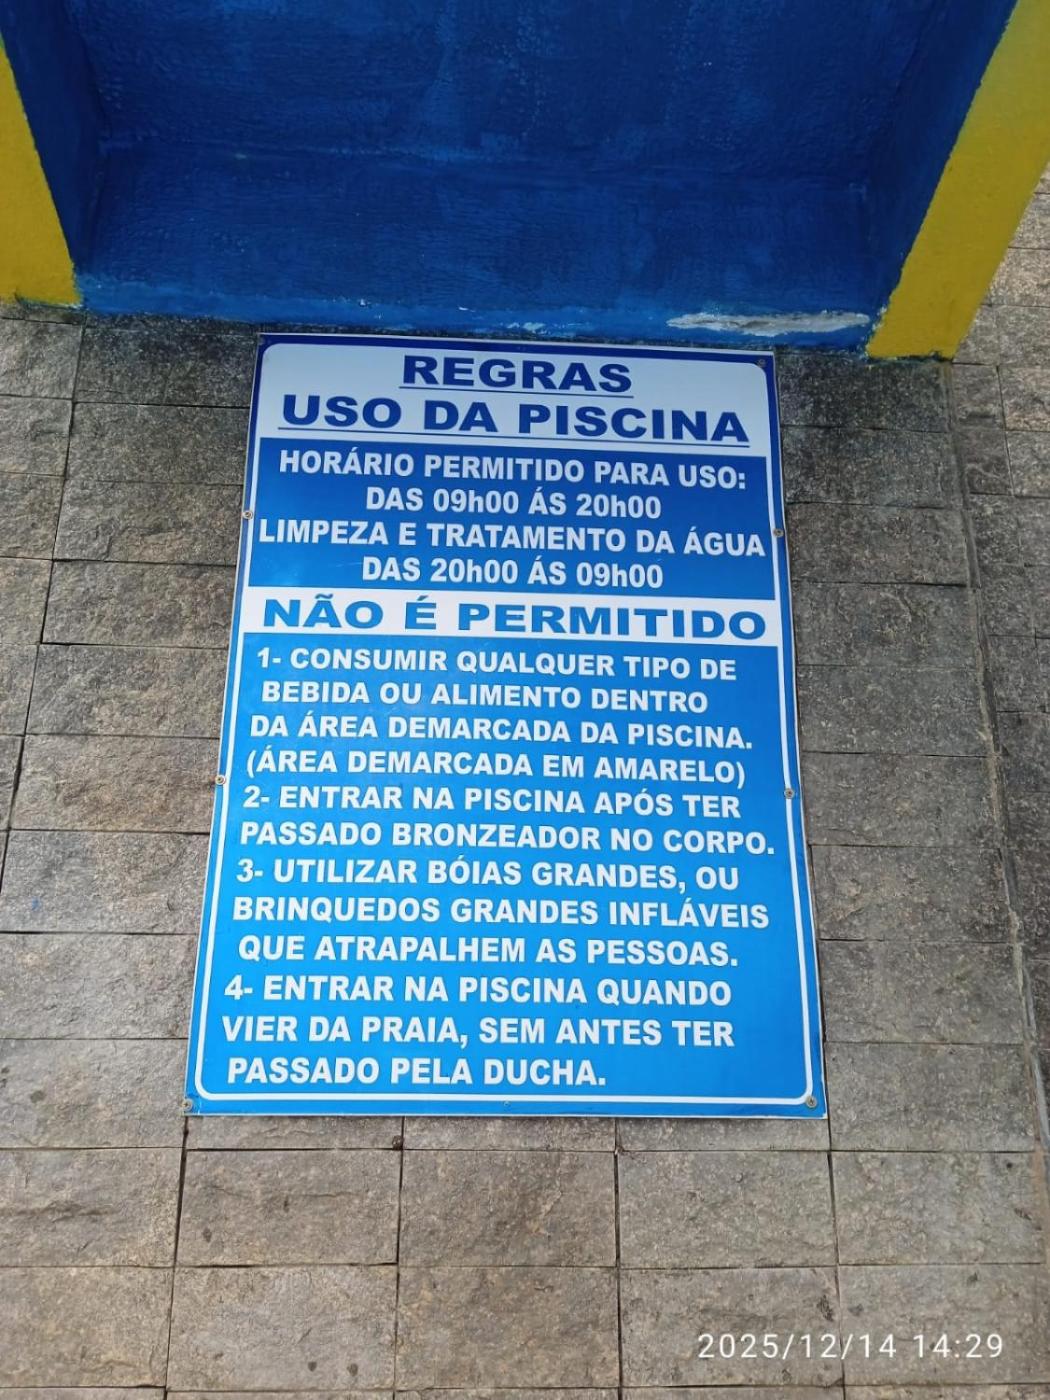 REGRAS
USO DA PISCINA
HORÁRIO PERMITIDO PARA USO:
DAS 09h00 ÁS 20h00
LIMPEZA E TRATAMENTO DA ÁGUA
DAS 20h00 ÁS 09h00
NÃO É PERMITIDO
1- CONSUMIR QUALQUER TIPO DE
BEBIDA OU ALIMENTO DENTRO
DA ÁREA DEMARCADA DA PISCINA.
(ÁREA DEMARCADA EM AMARELO)
2- ENTRAR NA PISCINA APÓS TER
PASSADO BRONZEADOR NO CORPO.
3- UTILIZAR BÓIAS GRANDES, OU
BRINQUEDOS GRANDES INFLÁVEIS
QUE ATRAPALHEM AS PESSOAS.
4- ENTRAR NA PISCINA QUANDO
VIER DA PRAIA, SEM ANTES TER
PASSADO PELA DUCHA.
2025/12/14 14:29